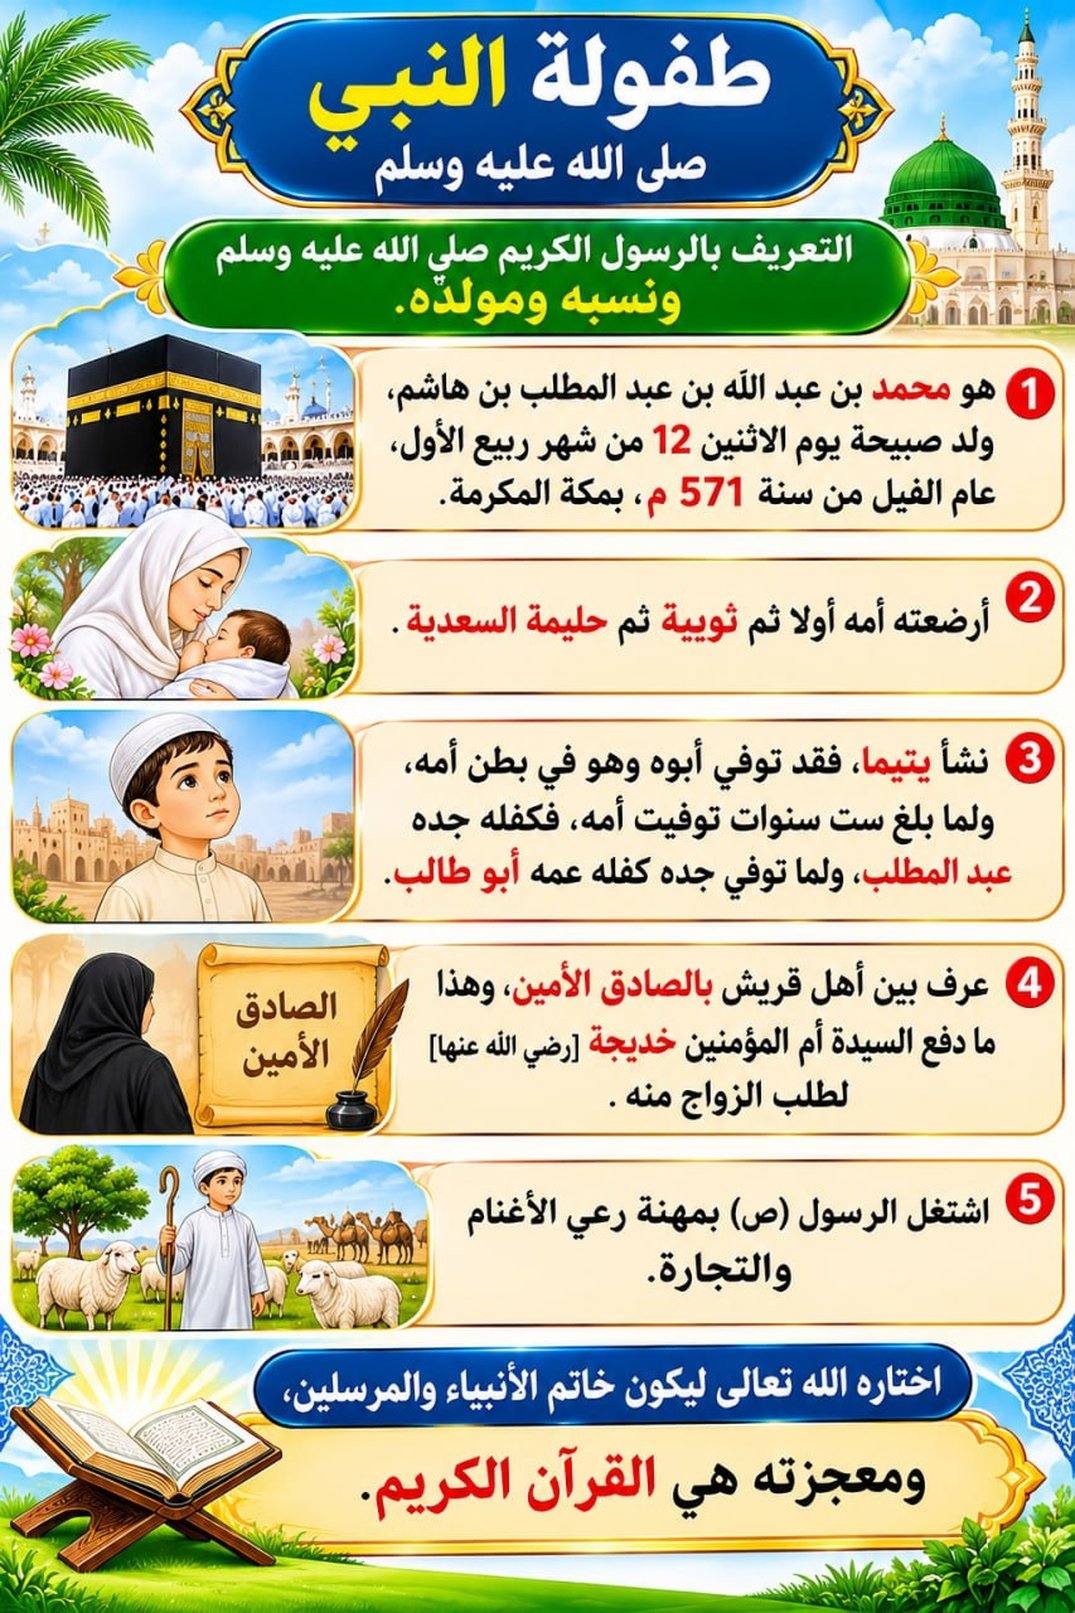 طفولة النبي
صلى الله عليه وسلم
التعريف بالرسول الكريم صلي الله عليه وسلم
ونسبه ومولده.
1
هو محمد بن عبد الله بن عبد المطلب بن هاشم،
ولد صبيحة يوم الاثنين 12 من شهر ربيع الأول،
عام الفيل من سنة 571 م، بمكة المكرمة.
2
أرضعته أمه أولا ثم ثويبة ثم حليمة السعدية.
3
نشأ يتيما، فقد توفي أبوه وهو في بطن أمه،
ولما بلغ ست سنوات توفيت أمه، فكفله جده
عبد المطلب، ولما توفي جده كفله عمه أبو طالب.
4
عرف بين أهل قريش بالصادق الأمين، وهذا
ما دفع السيدة أم المؤمنين خديجة [رضي الله عنها]
لطلب الزواج منه .
الصادق
الأمين
5
اشتغل الرسول (ص) بمهنة رعي الأغنام
والتجارة.
اختاره الله تعالى ليكون خاتم الأنبياء والمرسلين،
ومعجزته هي القرآن الكريم.